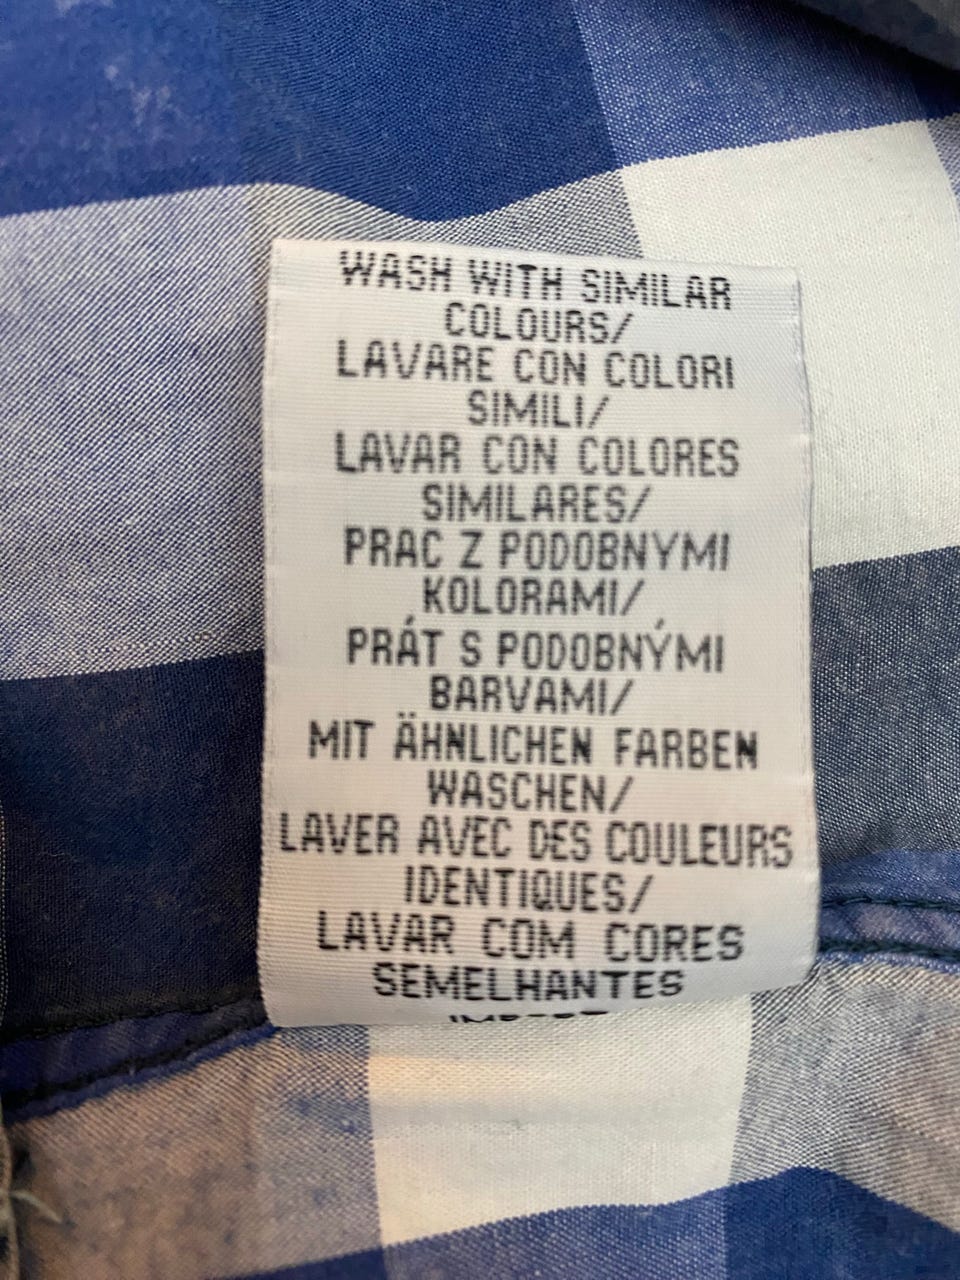 WASH WITH SIMILAR
COLOURS/
LAVARE CON COLORI
SIMILI/
LAVAR CON COLORES
SIMILARES/
PRAC Z PODOBNYMI
KOLORAMI/
PRÁT S PODOBNÝMI
BARVAMI/
MIT ÄHNLICHEN FARBEN
WASCHEN/
LAVER AVEC DES COULEURS
IDENTIQUES/
LAVAR COM CORES
SEMELHANTES